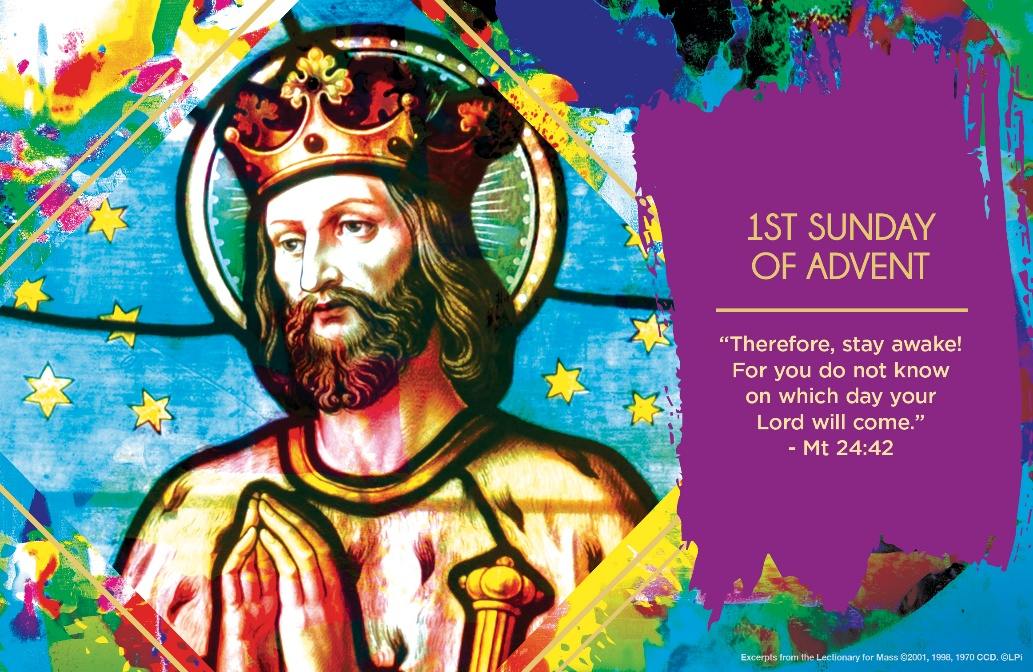 1ST SUNDAY
OF ADVENT
“Therefore, stay awake!
For you do not know
on which day your
Lord will come.”
- Mt 24:42
Excerpts from the Lectionary for Mass ©2001, 1998, 1970 CCD. ©LPi